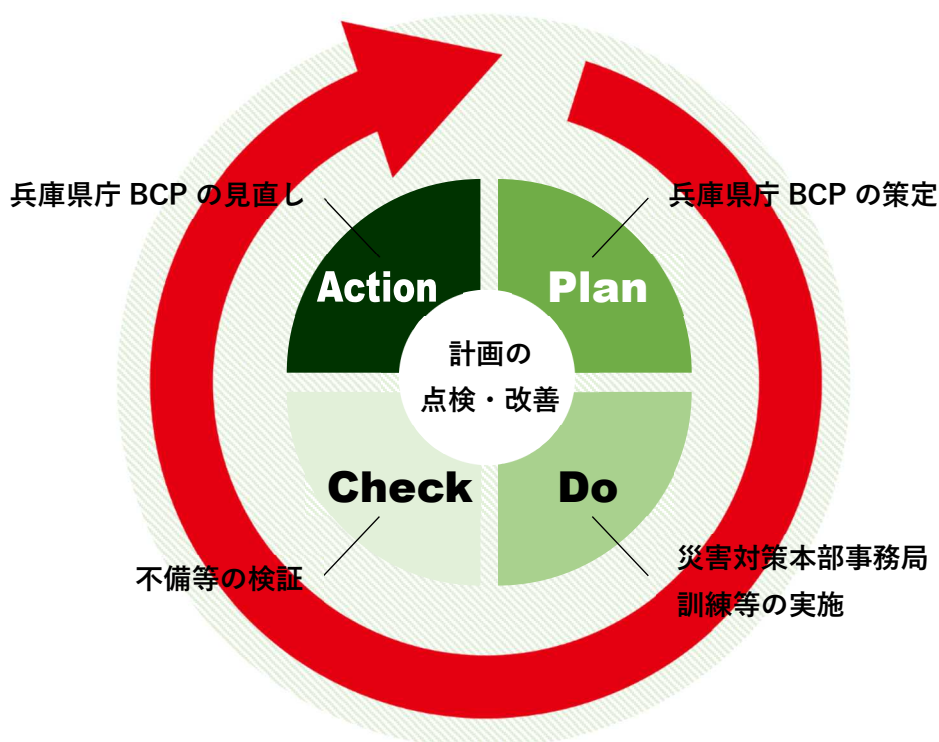 兵庫県庁 BCP の見直し
兵庫県庁 BCP の策定
Action
Plan
計画の
点検・改善
Check
Do
不備等の検証
災害対策本部事務局
訓練等の実施